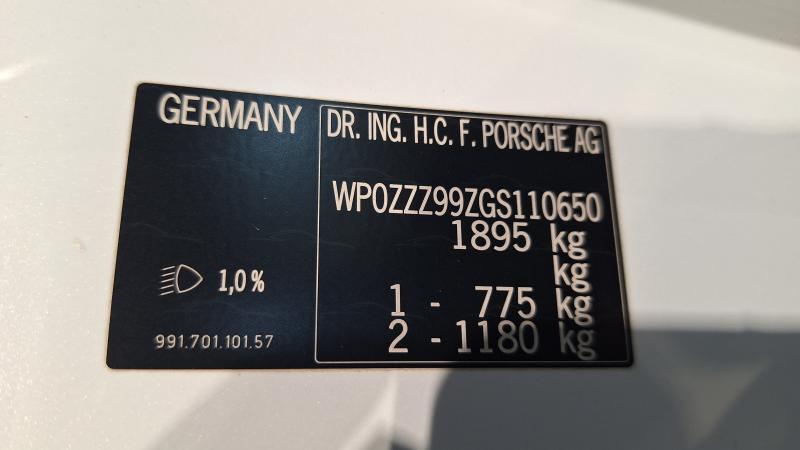 GERMANY
DR. ING. H.C. F. PORSCHE AG
WP0ZZZ99ZGS110650
1895 kg
kg
1 - 775 kg
2 - 1180 kg
1,0 %
991.701.101.57